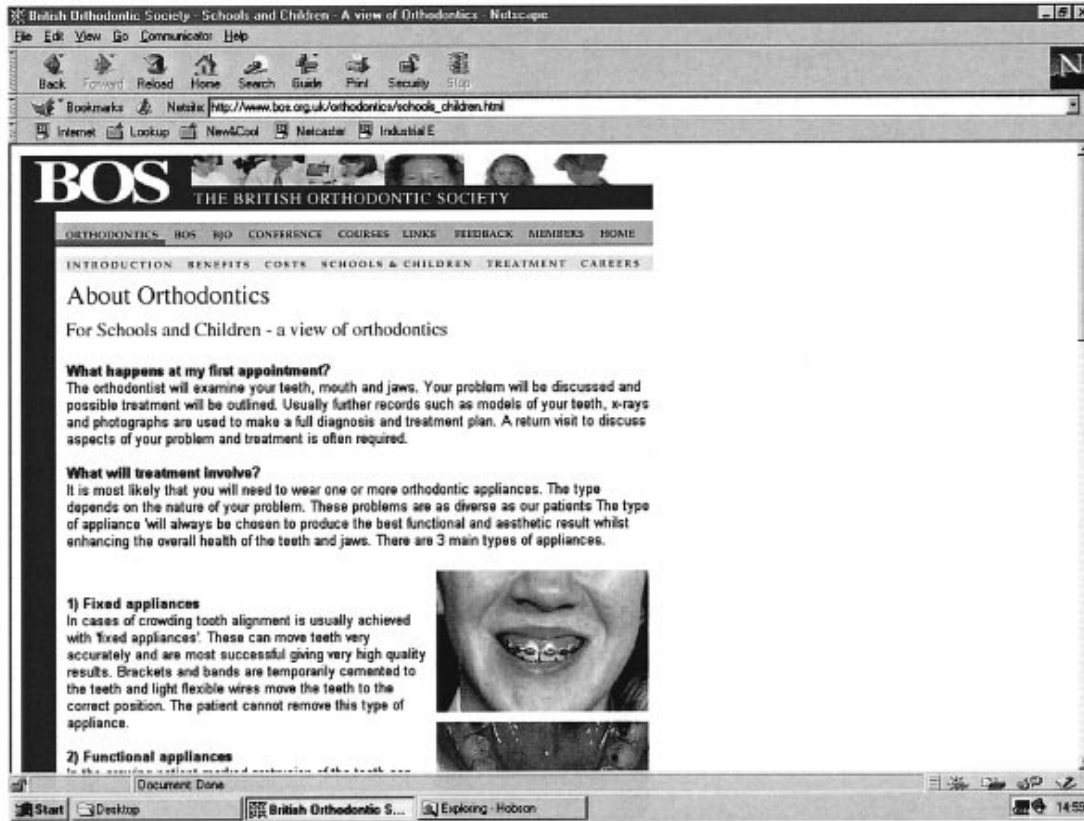 British Orthodontic Society - Schools and Children - A view of Orthodontics - Netscape
File Edit View Go Communicator Help
Back Forward Reload Home Search Guide Print Security Stop
Bookmarks Netsite: http://www.bos.org.uk/orthodontics/schools_children.html
Internet Lookup New&Cool Netcaster Industrial E
BOS
THE BRITISH ORTHODONTIC SOCIETY
ORTHODONTICS BOS BJO CONFERENCE COURSES LINKS FEEDBACK MEMBERS HOME
INTRODUCTION BENEFITS COSTS SCHOOLS & CHILDREN TREATMENT CAREERS
About Orthodontics
For Schools and Children - a view of orthodontics
What happens at my first appointment?
The orthodontist will examine your teeth, mouth and jaws. Your problem will be discussed and
possible treatment will be outlined. Usually further records such as models of your teeth, x-rays
and photographs are used to make a full diagnosis and treatment plan. A return visit to discuss
aspects of your problem and treatment is often required.
What will treatment involve?
It is most likely that you will need to wear one or more orthodontic appliances. The type
depends on the nature of your problem. These problems are as diverse as our patients The type
of appliance 'will always be chosen to produce the best functional and aesthetic result whilst
enhancing the overall health of the teeth and jaws. There are 3 main types of appliances.
1) Fixed appliances
In cases of crowding tooth alignment is usually achieved
with 'fixed appliances'. These can move teeth very
accurately and are most successful giving very high quality
results. Brackets and bands are temporarily cemented to
the teeth and light flexible wires move the teeth to the
correct position. The patient cannot remove this type of
appliance.
2) Functional appliances
Document: Done
Start Desktop British Orthodontic S... Exploring - Hobson 14:55